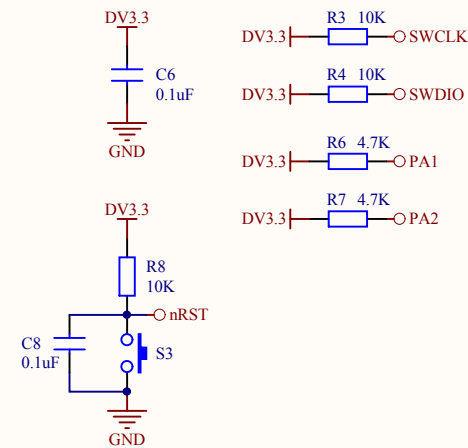 DV3.3
C6
0.1uF
GND
R3 10K
DV3.3 SWCLK
R4 10K
DV3.3 SWDIO
R6 4.7K
DV3.3 PA1
R7 4.7K
DV3.3 PA2
DV3.3
R8
10K
nRST
C8
0.1uF
S3
GND